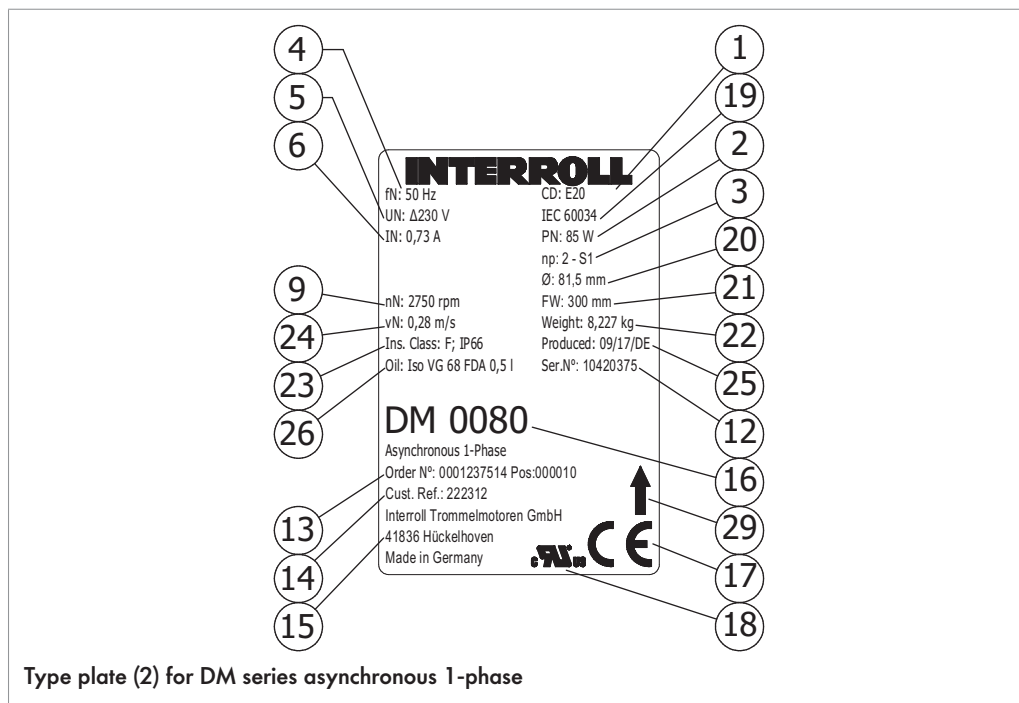 4
5
6
1
19
2
3
20
21
22
25
12
16
29
17
18
9
24
23
26
13
14
15
INTERROLL
fN: 50 Hz
CD: E20
UN: Δ230 V
IEC 60034
IN: 0,73 A
PN: 85 W
np: 2 - S1
Ø: 81,5 mm
nN: 2750 rpm
FW: 300 mm
vN: 0,28 m/s
Weight: 8,227 kg
Ins. Class: F; IP66
Produced: 09/17/DE
Oil: Iso VG 68 FDA 0,5 l
Ser.Nº: 10420375
DM 0080
Asynchronous 1-Phase
Order Nº: 0001237514 Pos:000010
Cust. Ref.: 222312
Interroll Trommelmotoren GmbH
41836 Hückelhoven
Made in Germany
c RU us CE
Type plate (2) for DM series asynchronous 1-phase